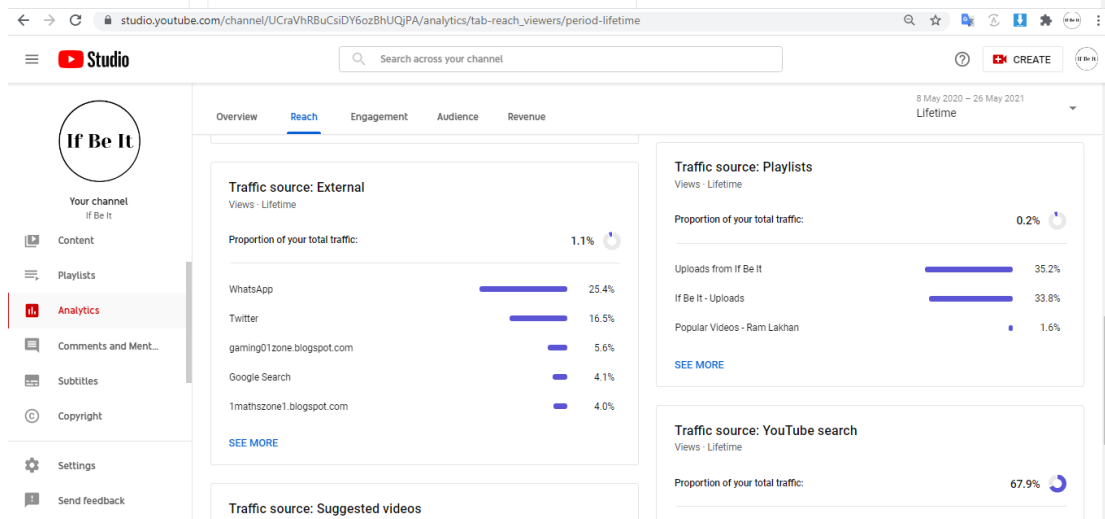 studio.youtube.com/channel/UCraVhRBuCsiDY6ozBhUQjPA/analytics/tab-reach_viewers/period-lifetime
Studio
Search across your channel
CREATE
If Be It
If Be It
Your channel
If Be It
Content
Playlists
Analytics
Comments and Ment...
Subtitles
Copyright
Settings
Send feedback
Overview Reach Engagement Audience Revenue
8 May 2020 – 26 May 2021
Lifetime
Traffic source: External
Views · Lifetime
Proportion of your total traffic: 1.1%
WhatsApp 25.4%
Twitter 16.5%
gaming01zone.blogspot.com 5.6%
Google Search 4.1%
1mathszone1.blogspot.com 4.0%
SEE MORE
Traffic source: Suggested videos
Traffic source: Playlists
Views · Lifetime
Proportion of your total traffic: 0.2%
Uploads from If Be It 35.2%
If Be It - Uploads 33.8%
Popular Videos - Ram Lakhan 1.6%
SEE MORE
Traffic source: YouTube search
Views · Lifetime
Proportion of your total traffic: 67.9%